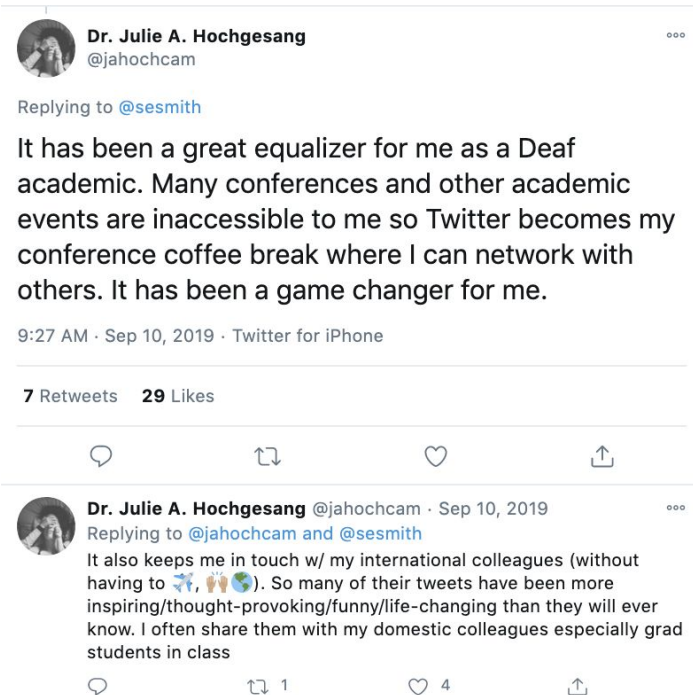 Dr. Julie A. Hochgesang
@jahochcam
Replying to @sesmith
It has been a great equalizer for me as a Deaf
academic. Many conferences and other academic
events are inaccessible to me so Twitter becomes my
conference coffee break where I can network with
others. It has been a game changer for me.
9:27 AM · Sep 10, 2019 · Twitter for iPhone
7 Retweets 29 Likes
Dr. Julie A. Hochgesang @jahochcam · Sep 10, 2019
Replying to @jahochcam and @sesmith
It also keeps me in touch w/ my international colleagues (without
having to ✈️, 🙌🏼🌎). So many of their tweets have been more
inspiring/thought-provoking/funny/life-changing than they will ever
know. I often share them with my domestic colleagues especially grad
students in class
1 4